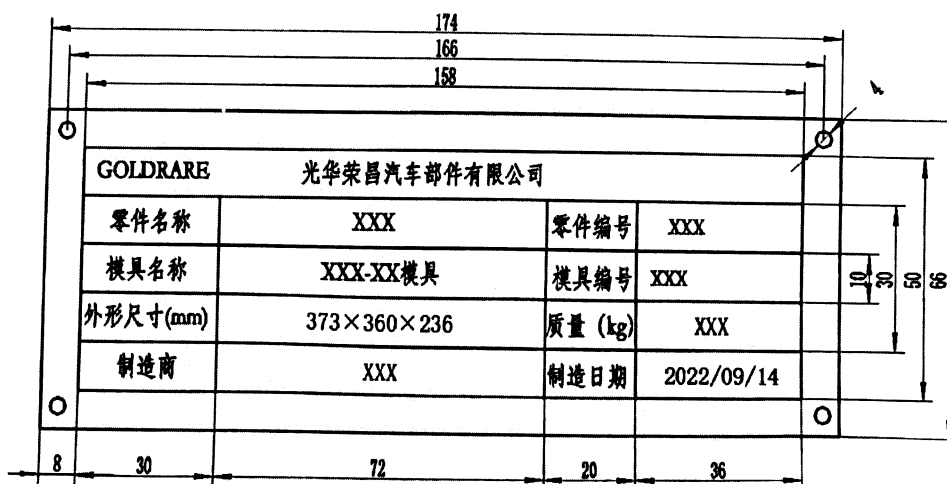 174
166
158
4
GOLDRARE 光华荣昌汽车部件有限公司
零件名称 XXX 零件编号 XXX
模具名称 XXX-XX模具 模具编号 XXX
外形尺寸(mm) 373×360×236 质量 (kg) XXX
制造商 XXX 制造日期 2022/09/14
10 30 50 66
8 30 72 20 36